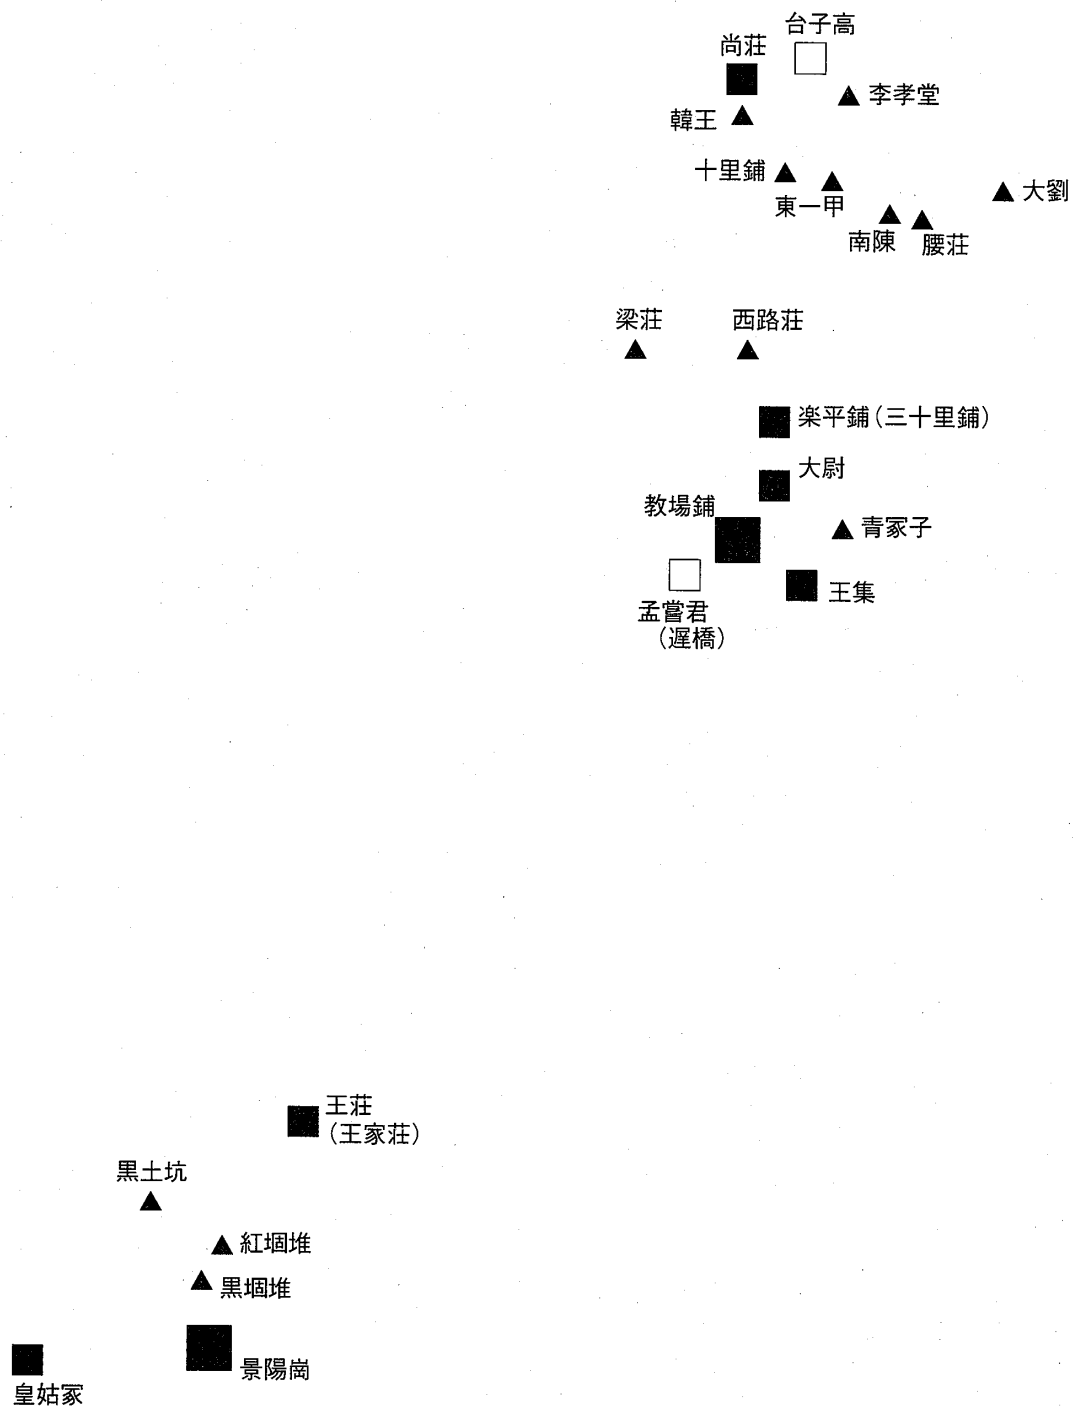 台子高
尚荘
李孝堂
韓王
十里鋪
大劉
東一甲
南陳
腰荘
梁荘
西路荘
楽平鋪(三十里鋪)
大尉
教場鋪
青冢子
王集
孟嘗君
(遅橋)
王荘
(王家荘)
黒土坑
紅堌堆
黒堌堆
景陽崗
皇姑冢